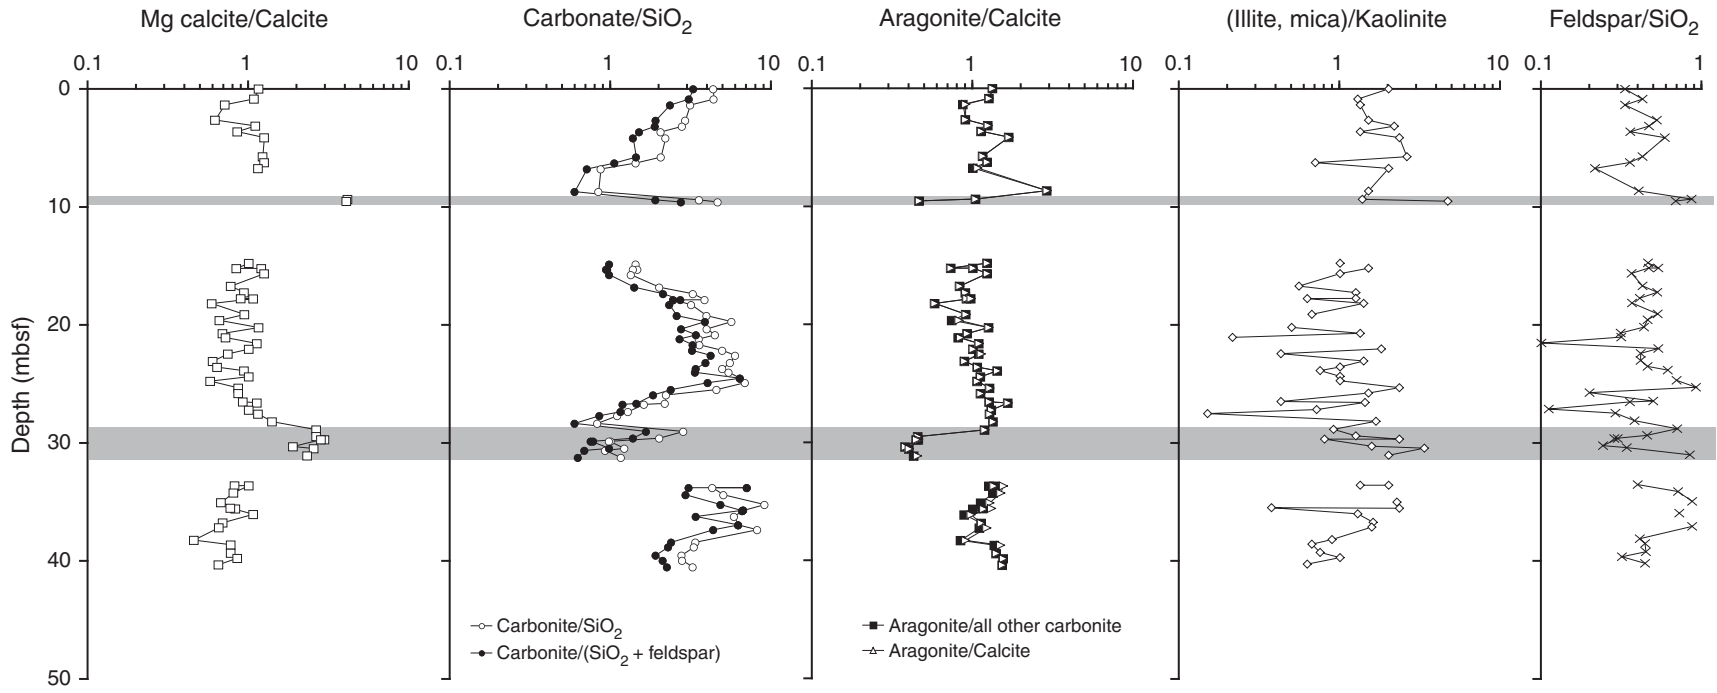 Mg calcite/Calcite
Carbonate/SiO2
Aragonite/Calcite
(Illite, mica)/Kaolinite
Feldspar/SiO2
0.1 1 10
0.1 1 10
0.1 1 10
0.1 1 10
0.1 1
0
10
20
30
40
50
Depth (mbsf)
Carbonite/SiO2
Carbonite/(SiO2 + feldspar)
Aragonite/all other carbonite
Aragonite/Calcite